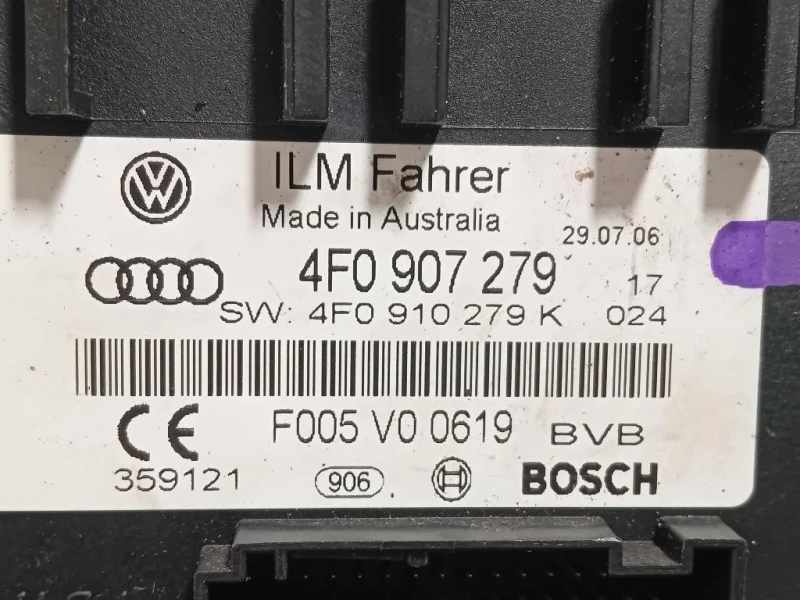 ILM Fahrer
Made in Australia
29.07.06
4F0 907 279 17
SW: 4F0 910 279 K 024
F005 V0 0619 BVB
359121 906 BOSCH